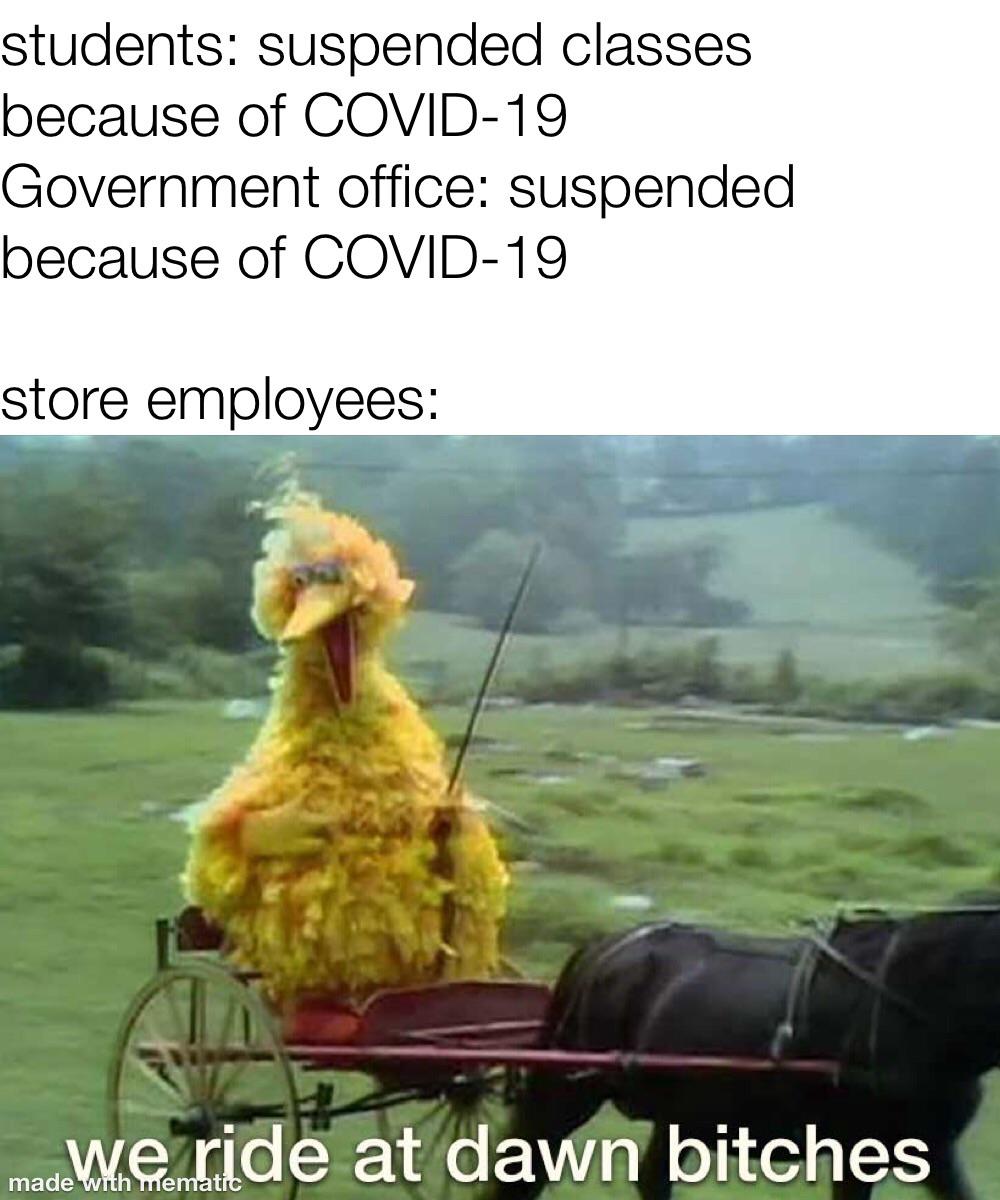 students: suspended classes
because of COVID-19
Government office: suspended
because of COVID-19
store employees:
we ride at dawn bitches
made with mematic